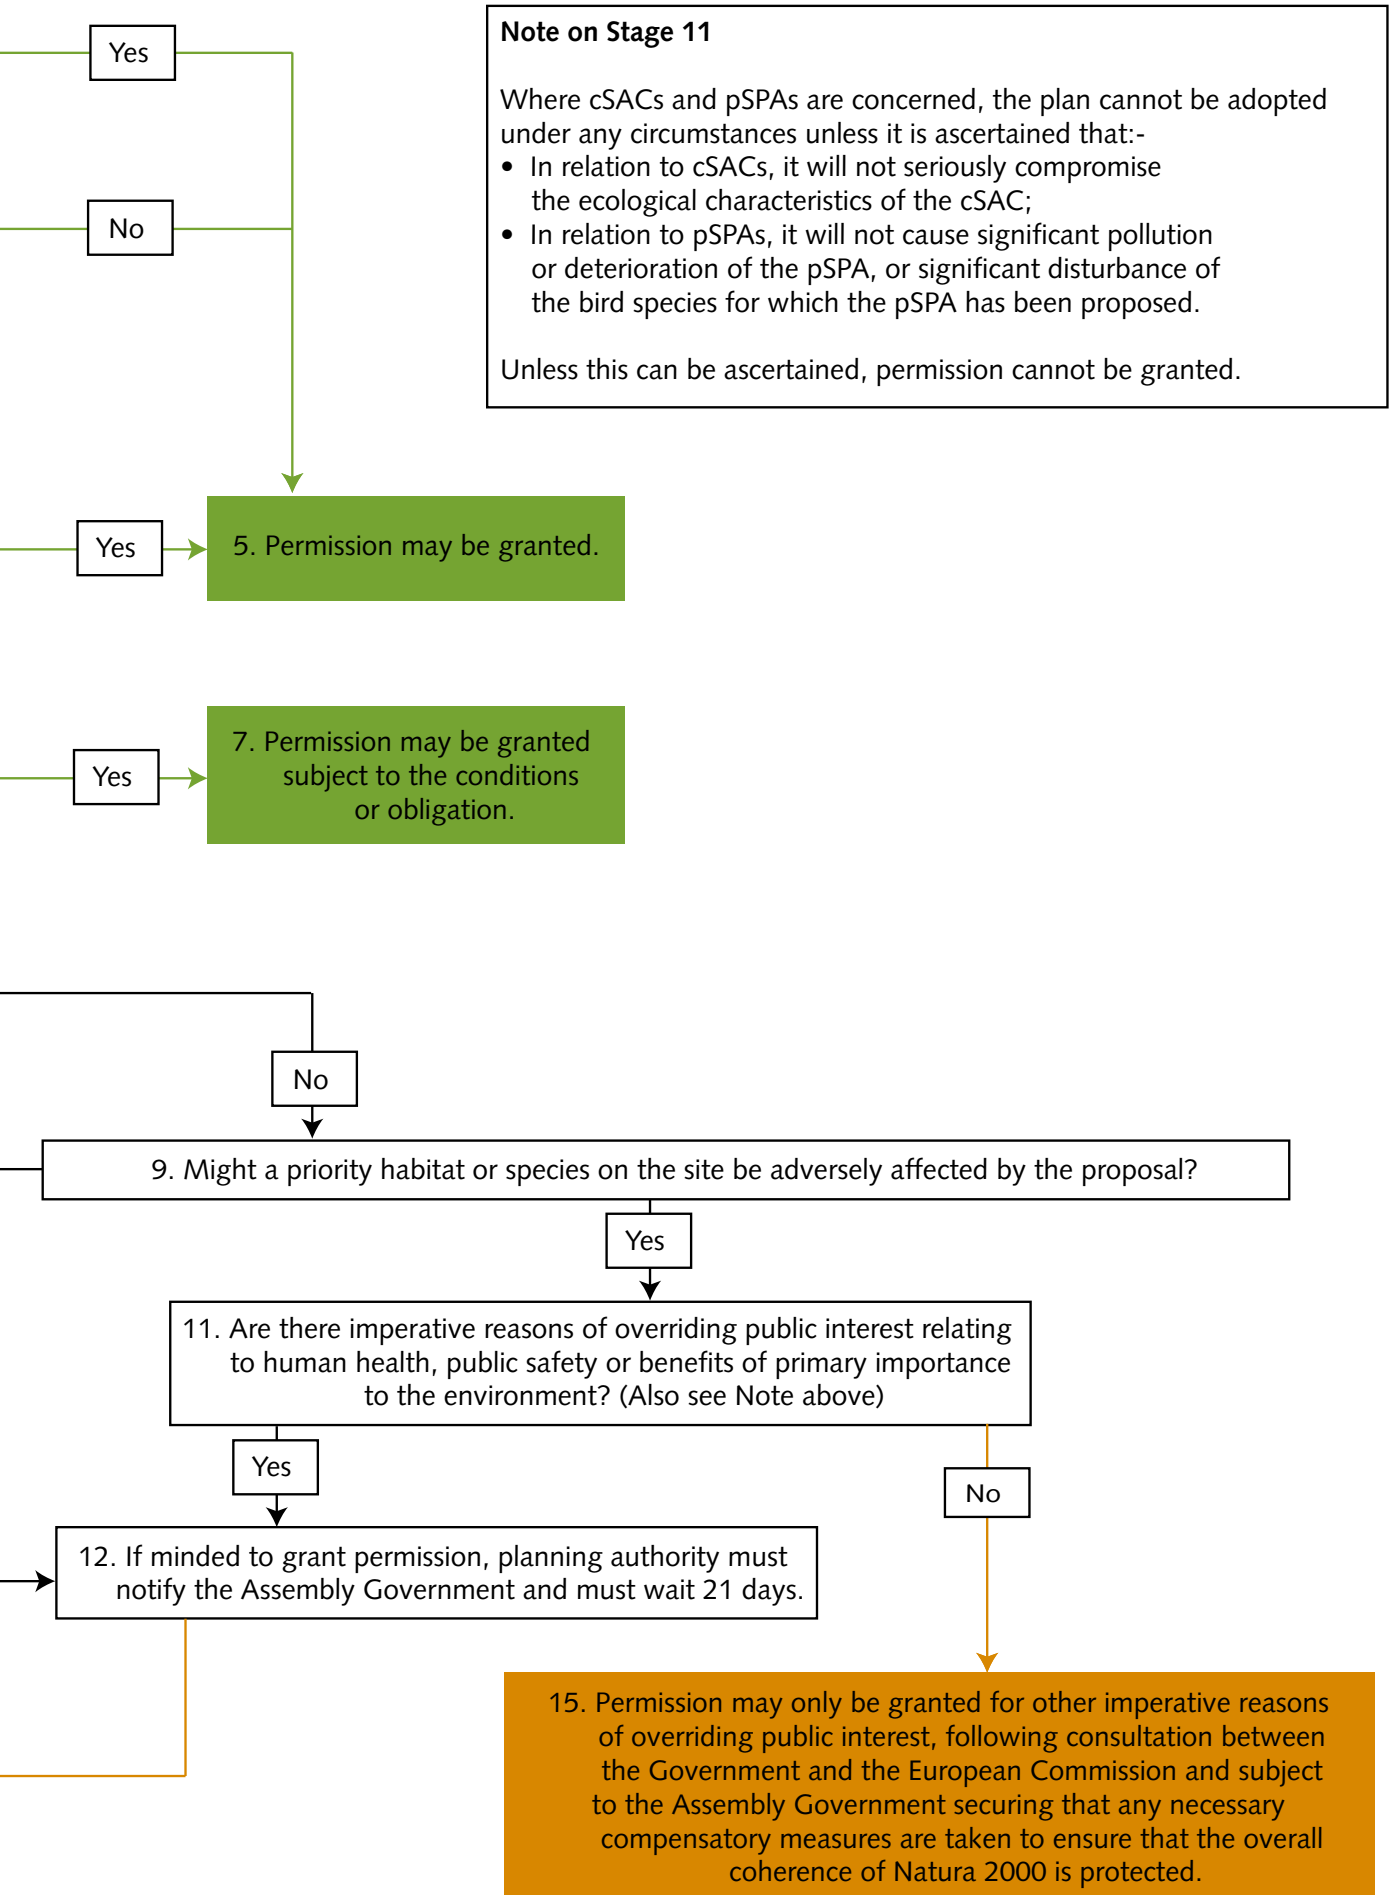 Yes
Note on Stage 11
Where cSACs and pSPAs are concerned, the plan cannot be adopted
under any circumstances unless it is ascertained that:-
• In relation to cSACs, it will not seriously compromise
the ecological characteristics of the cSAC;
• In relation to pSPAs, it will not cause significant pollution
or deterioration of the pSPA, or significant disturbance of
the bird species for which the pSPA has been proposed.
Unless this can be ascertained, permission cannot be granted.
No
Yes
5. Permission may be granted.
Yes
7. Permission may be granted
subject to the conditions
or obligation.
No
9. Might a priority habitat or species on the site be adversely affected by the proposal?
Yes
11. Are there imperative reasons of overriding public interest relating
to human health, public safety or benefits of primary importance
to the environment? (Also see Note above)
Yes
No
12. If minded to grant permission, planning authority must
notify the Assembly Government and must wait 21 days.
15. Permission may only be granted for other imperative reasons
of overriding public interest, following consultation between
the Government and the European Commission and subject
to the Assembly Government securing that any necessary
compensatory measures are taken to ensure that the overall
coherence of Natura 2000 is protected.